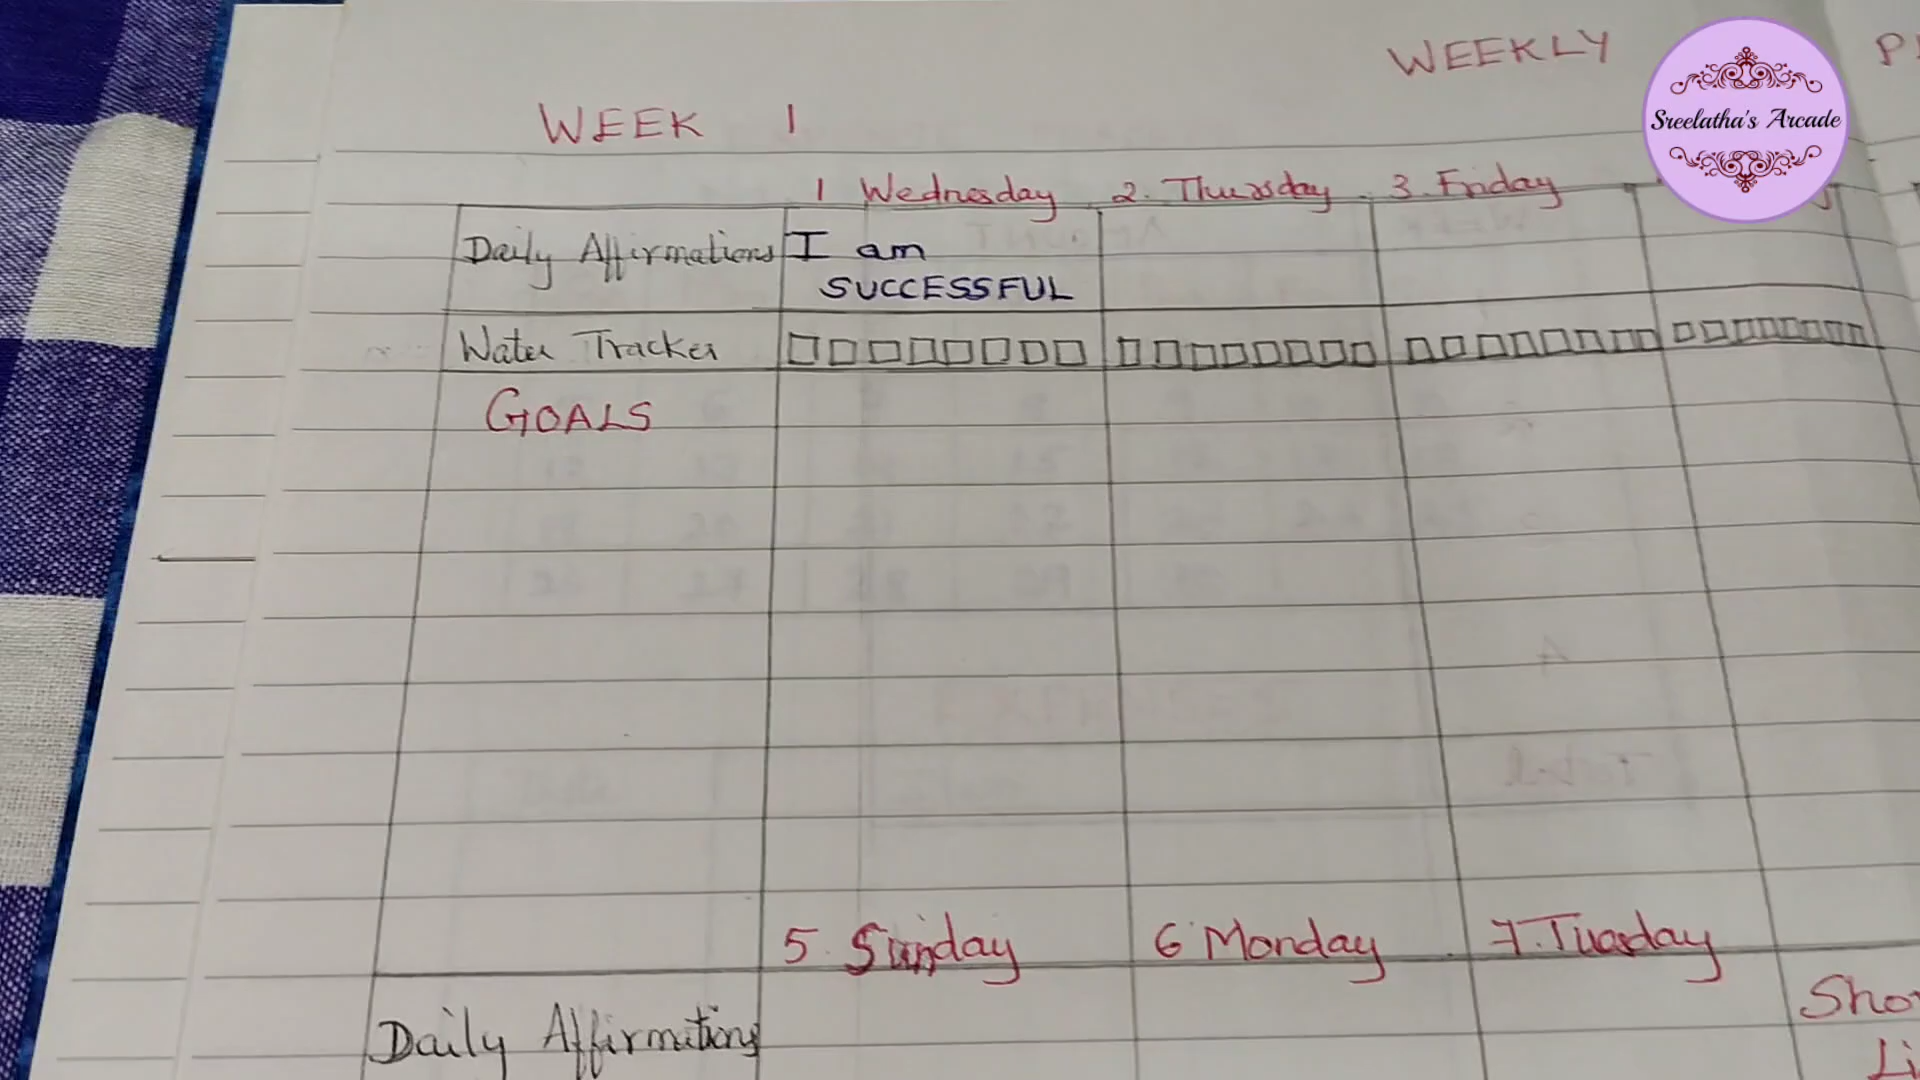 WEEKLY
Sreelatha's Arcade
WEEK 1
1 Wednesday 2. Thursday 3. Friday
Daily Affirmations I am
SUCCESSFUL
Water Tracker
GOALS
5. Sunday 6 Monday 7. Tuesday
Daily Affirmations